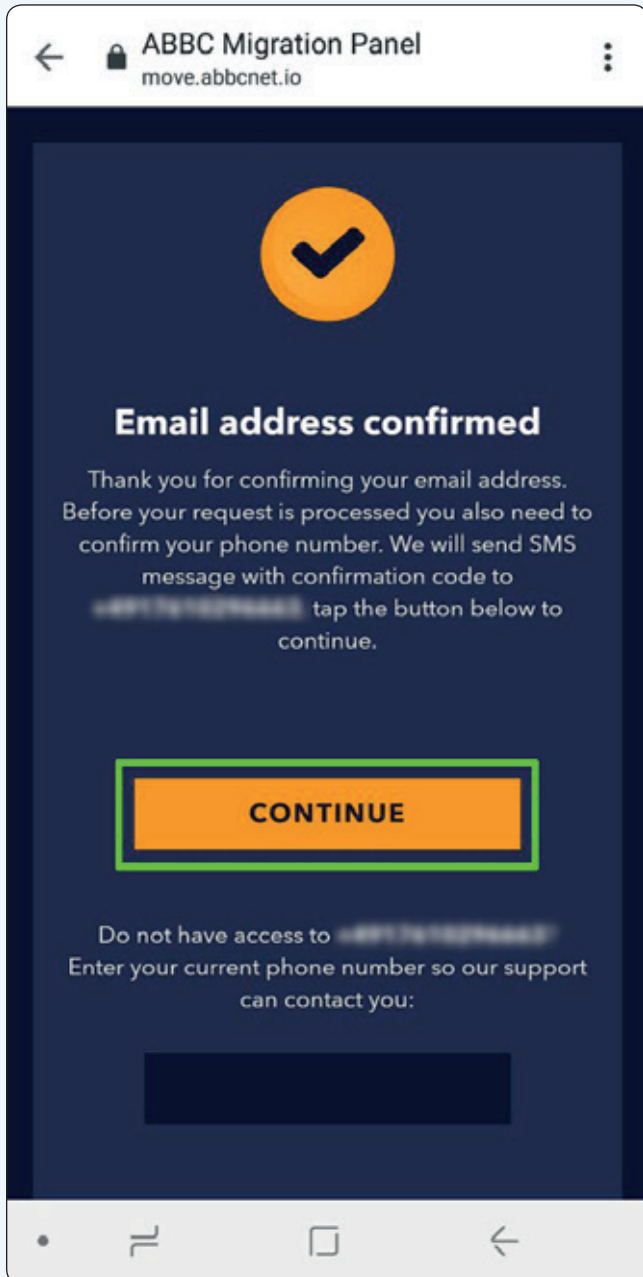 ABBC Migration Panel
move.abbcnet.io
Email address confirmed
Thank you for confirming your email address.
Before your request is processed you also need to
confirm your phone number. We will send SMS
message with confirmation code to
tap the button below to
continue.
CONTINUE
Do not have access to
Enter your current phone number so our support
can contact you: